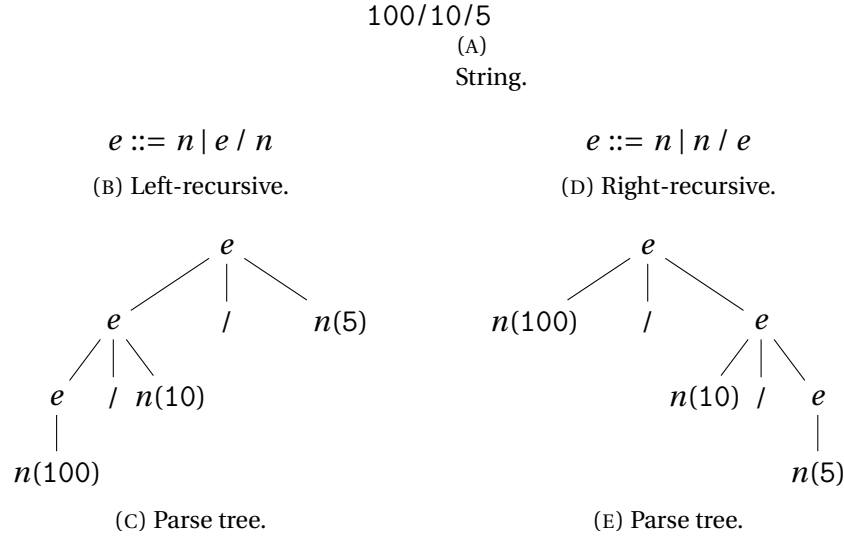 100/10/5
(A)
String.
e ::= n | e / n
(B) Left-recursive.
e
e / n(5)
e / n(10)
n(100)
(C) Parse tree.
e ::= n | n / e
(D) Right-recursive.
e
n(100) / e
n(10) / e
n(5)
(E) Parse tree.